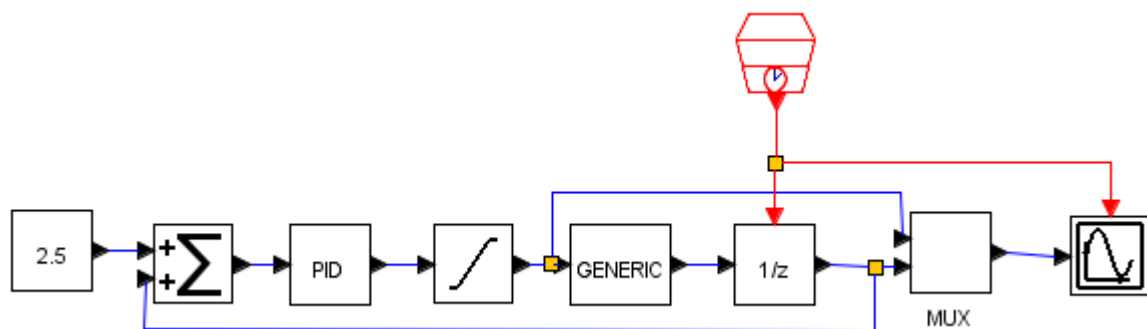 2.5
+
+
Σ
PID
GENERIC
1/z
MUX